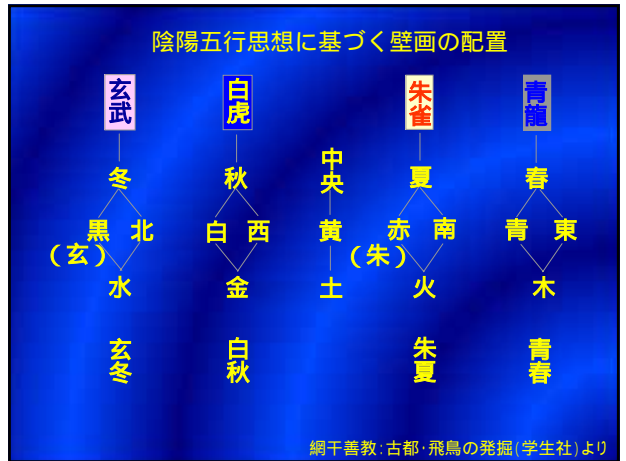 陰陽五行思想に基づく壁画の配置
玄武 白虎 朱雀 青龍
中央
冬 秋 夏 春
黒 北 白 西 黄 赤 南 青 東
（玄） （朱）
水 金 土 火 木
玄冬 白秋 朱夏 青春
網干善教:古都･飛鳥の発掘(学生社)より